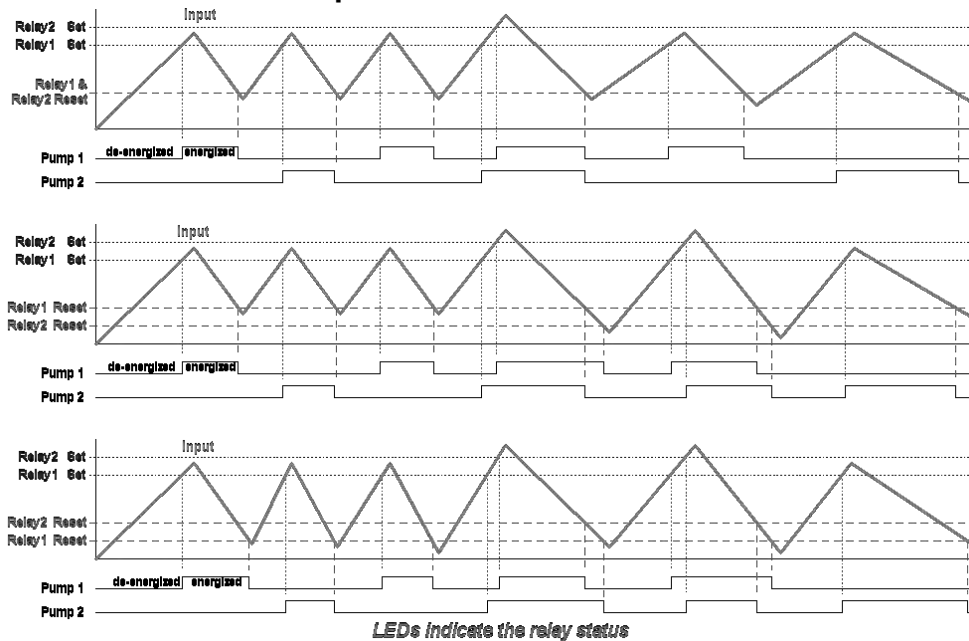 Input
Relay2 Set
Relay1 Set
Relay1 &
Relay2 Reset
de-energized energized
Pump 1
Pump 2
Input
Relay2 Set
Relay1 Set
Relay1 Reset
Relay2 Reset
de-energized energized
Pump 1
Pump 2
Input
Relay2 Set
Relay1 Set
Relay2 Reset
Relay1 Reset
de-energized energized
Pump 1
Pump 2
LEDs indicate the relay status